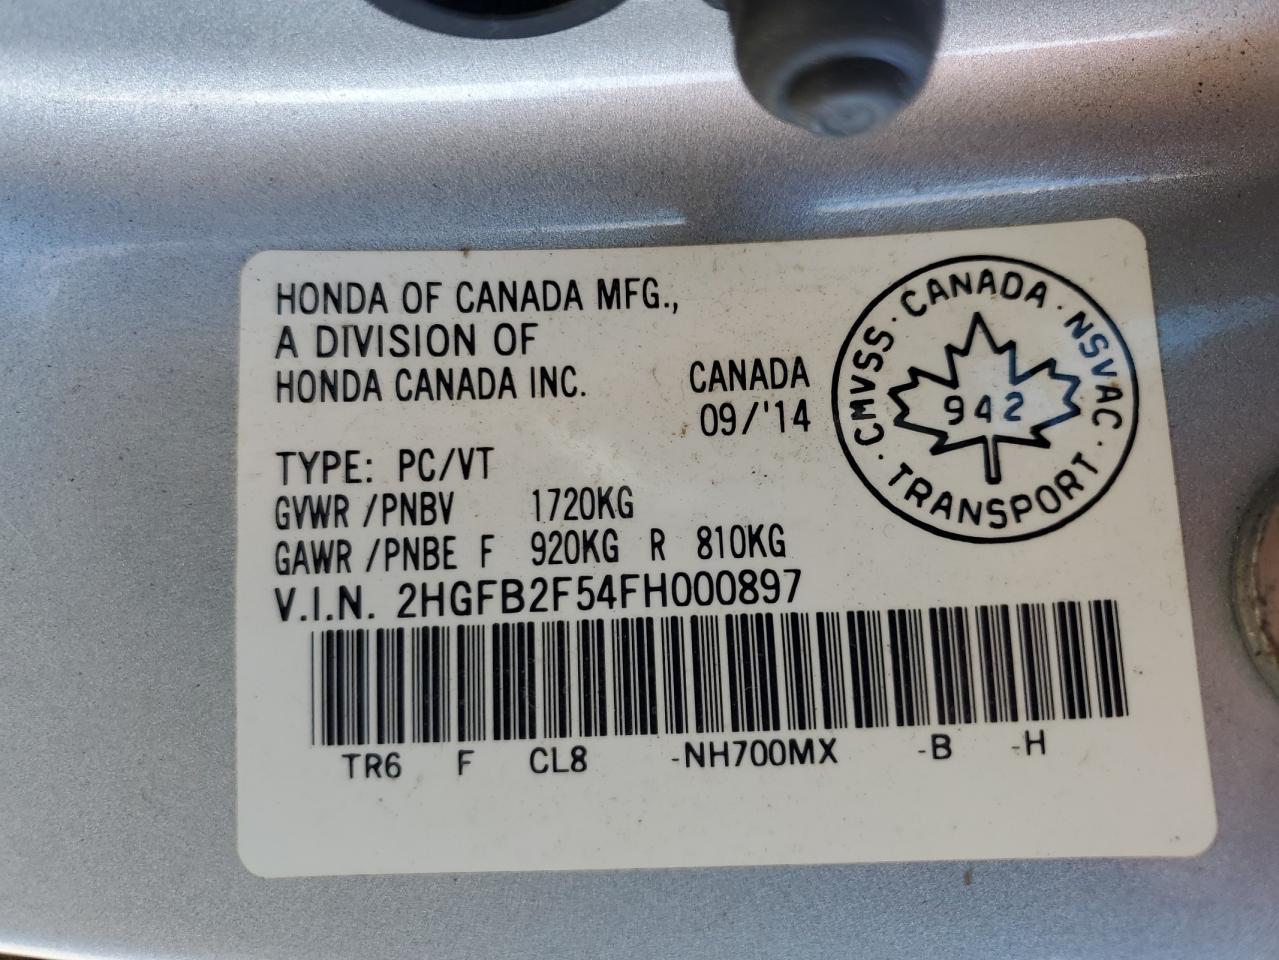 HONDA OF CANADA MFG.,
A DIVISION OF
HONDA CANADA INC.
CANADA
09/'14
TYPE: PC/VT
GVWR /PNBV 1720KG
GAWR /PNBE F 920KG R 810KG
V.I.N. 2HGFB2F54FH000897
TR6 F CL8 -NH700MX -B -H
CMVSS · CANADA · NSVAC ·
942
· TRANSPORT ·